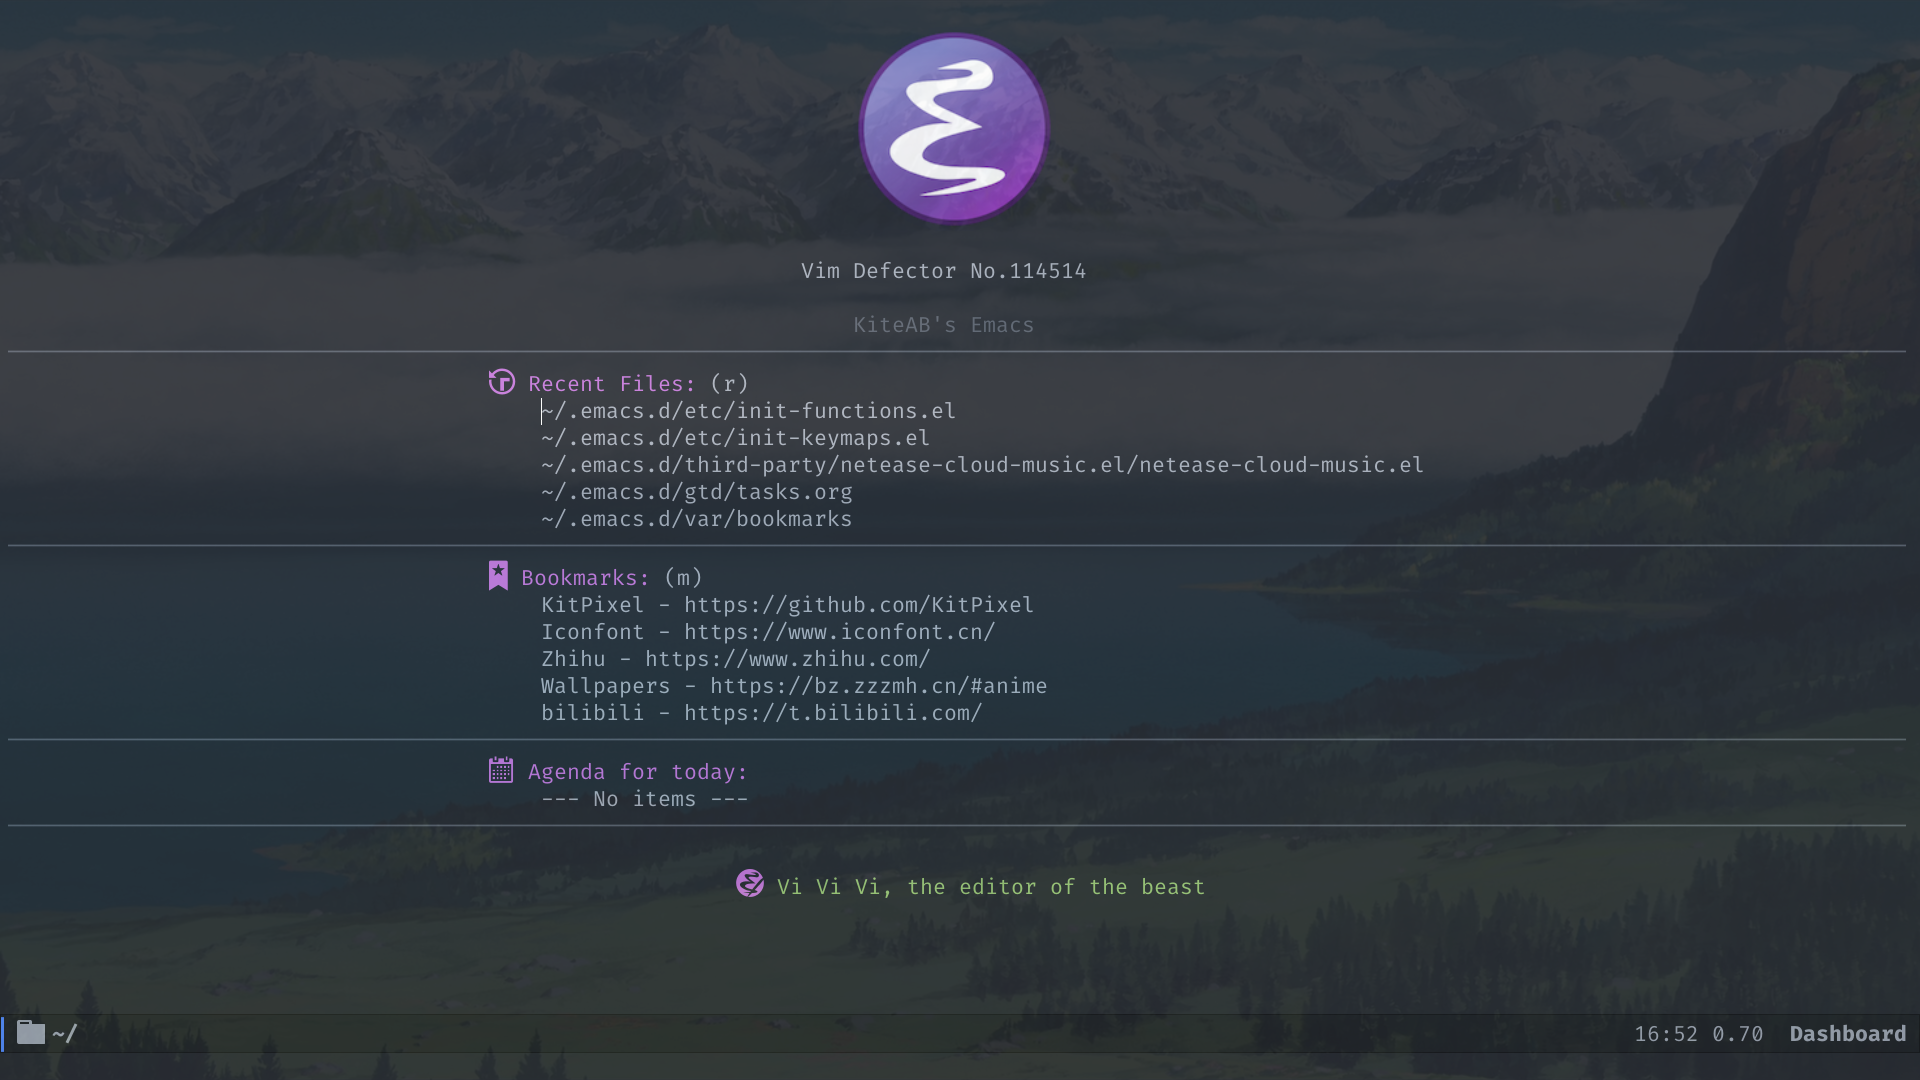 Vim Defector No.114514
KiteAB's Emacs
Recent Files: (r)
~/.emacs.d/etc/init-functions.el
~/.emacs.d/etc/init-keymaps.el
~/.emacs.d/third-party/netease-cloud-music.el/netease-cloud-music.el
~/.emacs.d/gtd/tasks.org
~/.emacs.d/var/bookmarks
Bookmarks: (m)
KitPixel - https://github.com/KitPixel
Iconfont - https://www.iconfont.cn/
Zhihu - https://www.zhihu.com/
Wallpapers - https://bz.zzzmh.cn/#anime
bilibili - https://t.bilibili.com/
Agenda for today:
--- No items ---
Vi Vi Vi, the editor of the beast
~/ 16:52 0.70 Dashboard